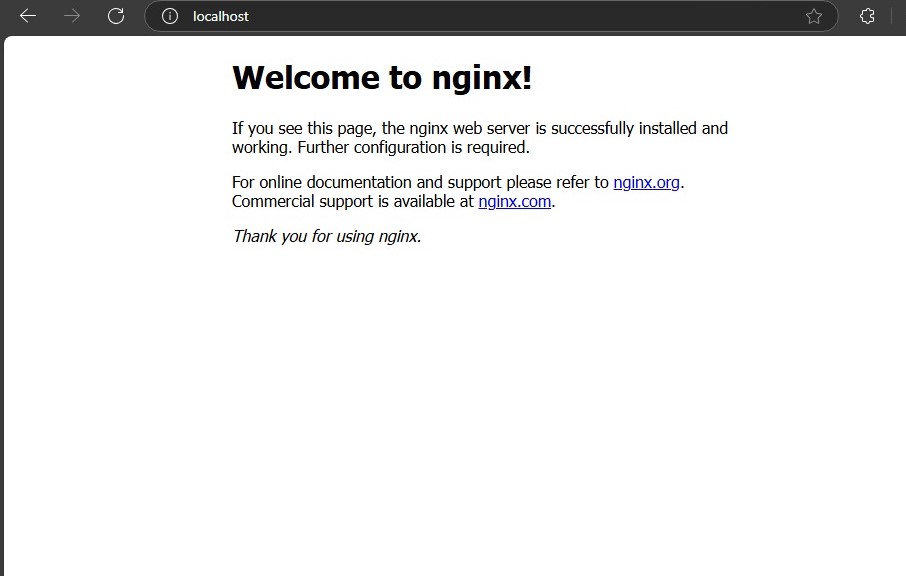 localhost
Welcome to nginx!
If you see this page, the nginx web server is successfully installed and
working. Further configuration is required.
For online documentation and support please refer to nginx.org.
Commercial support is available at nginx.com.
Thank you for using nginx.